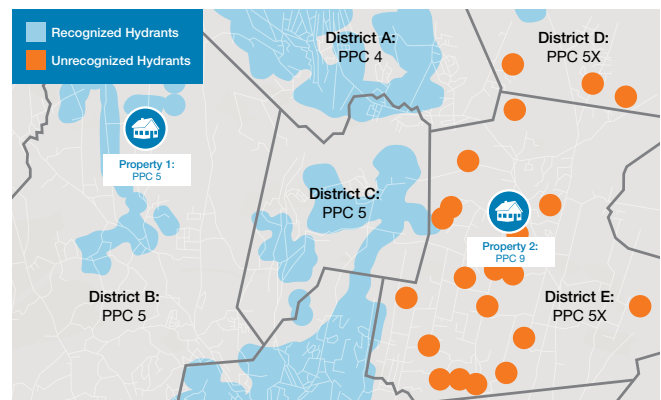 Recognized Hydrants
Unrecognized Hydrants
District A:
PPC 4
District D:
PPC 5X
Property 1:
PPC 5
District C:
PPC 5
Property 2:
PPC 9
District B:
PPC 5
District E:
PPC 5X